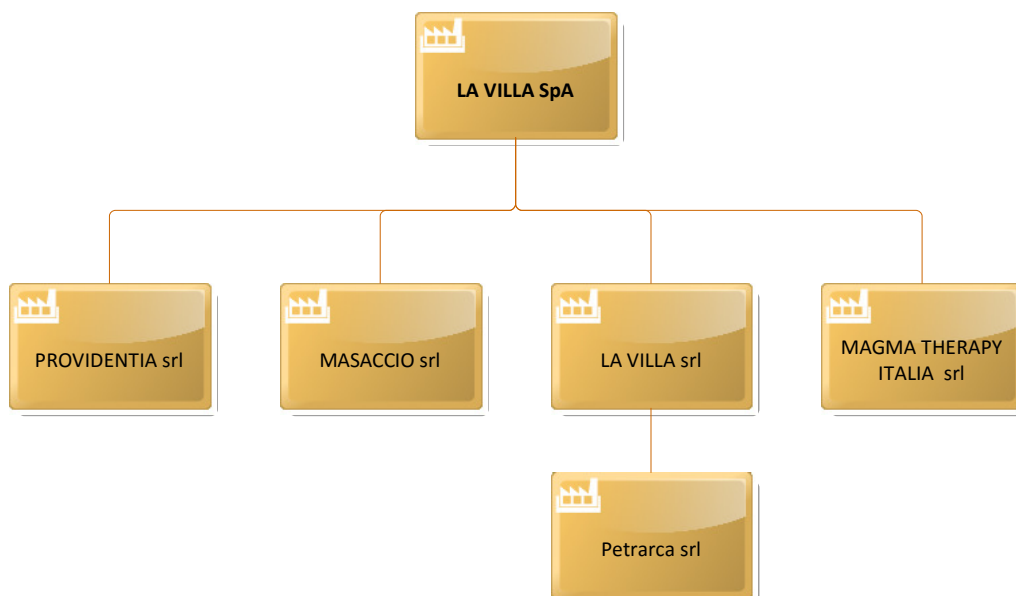 LA VILLA SpA
PROVIDENTIA srl
MASACCIO srl
LA VILLA srl
MAGMA THERAPY
ITALIA srl
Petrarca srl